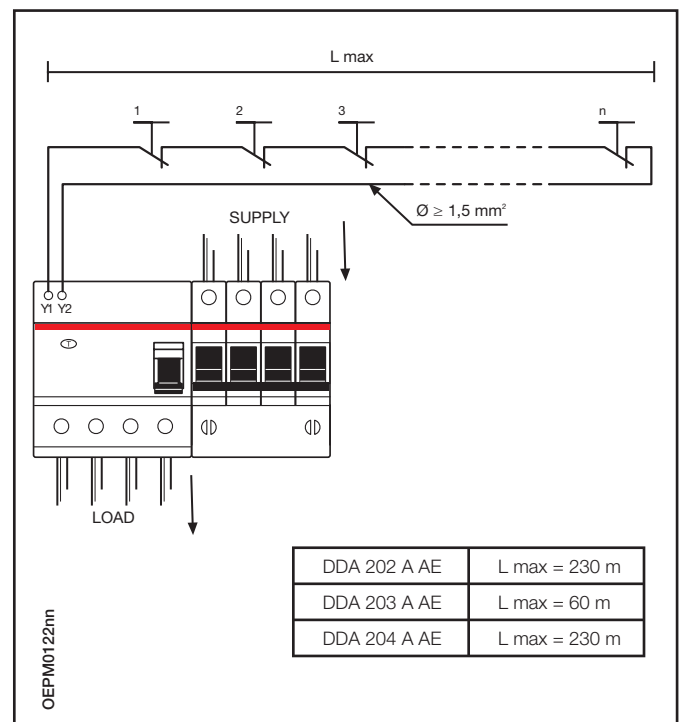 L max
1 2 3 n
Ø ≥ 1,5 mm²
SUPPLY
Y1 Y2
T
LOAD
DDA 202 A AE L max = 230 m
DDA 203 A AE L max = 60 m
DDA 204 A AE L max = 230 m
OEPM0122nn